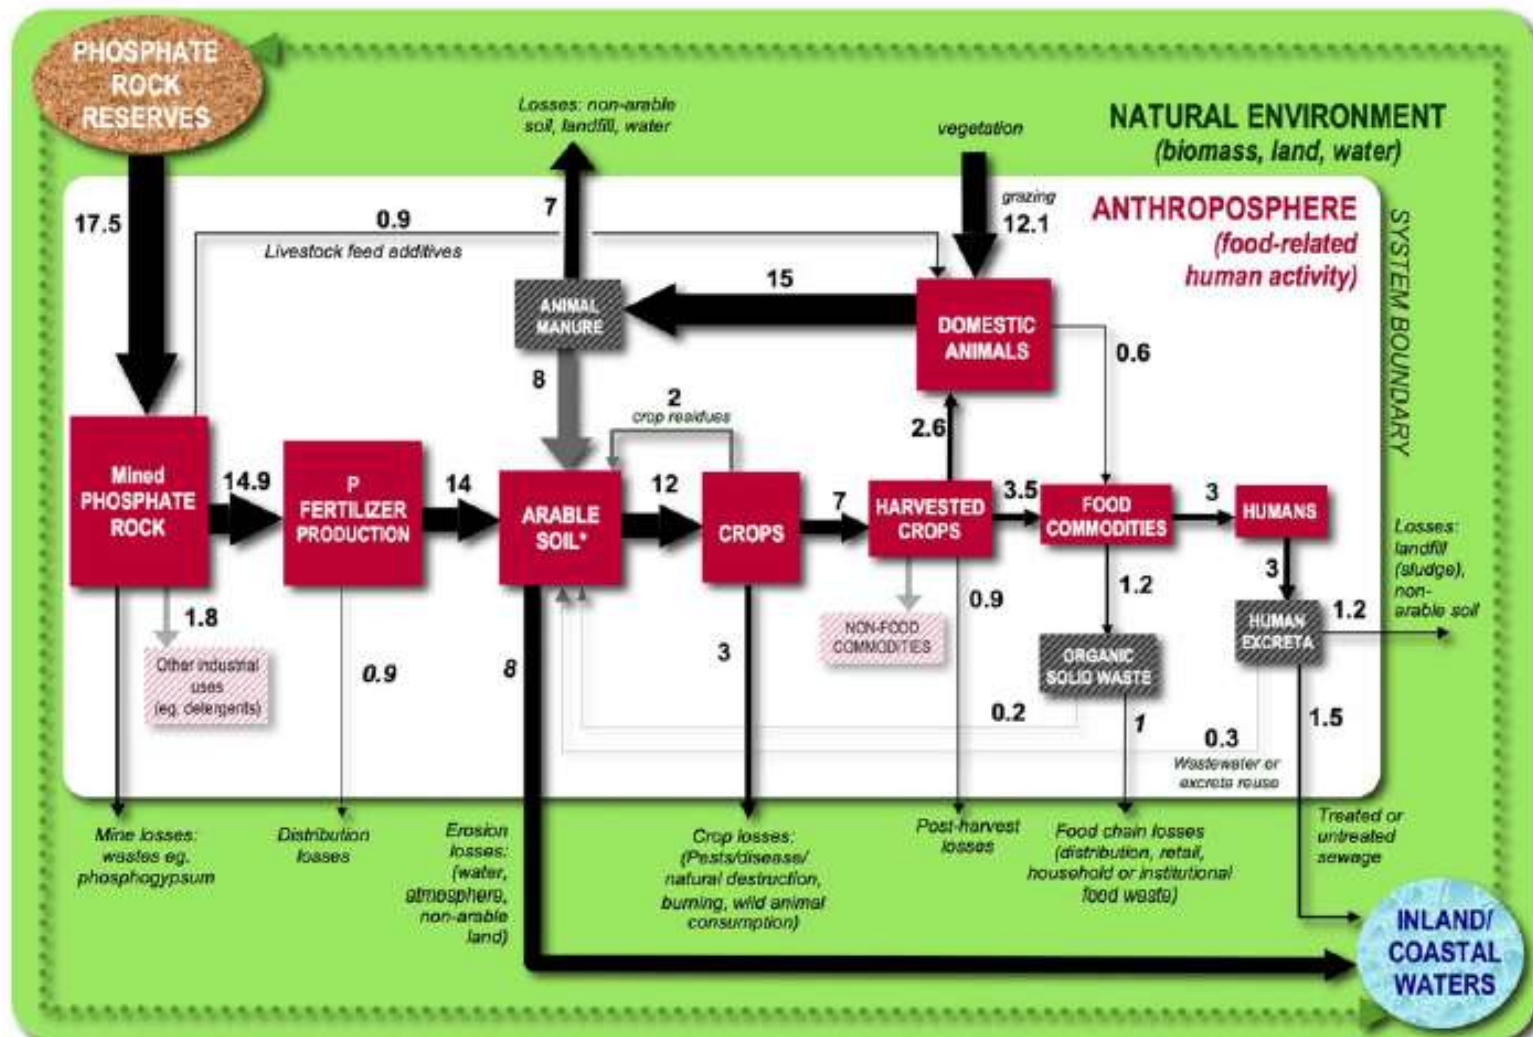 PHOSPHATE
ROCK
RESERVES
Losses: non-arable
soil, landfill, water
vegetation
NATURAL ENVIRONMENT
(biomass, land, water)
17.5
0.9
Livestock feed additives
7
grazing
12.1
ANTHROPOSPHERE
(food-related
human activity)
SYSTEM BOUNDARY
ANIMAL
MANURE
15
DOMESTIC
ANIMALS
0.6
8
2
crop residues
2.6
Mined
PHOSPHATE
ROCK
14.9
P
FERTILIZER
PRODUCTION
14
ARABLE
SOIL*
12
CROPS
7
HARVESTED
CROPS
3.5
FOOD
COMMODITIES
3
HUMANS
Losses:
landfill
(sludge),
non-
arable soil
1.8
Other industrial
uses
(eg. detergents)
0.9
8
3
NON-FOOD
COMMODITIES
0.9
1.2
ORGANIC
SOLID WASTE
3
HUMAN
EXCRETA
1.2
0.2
1
0.3
Wastewater or
excreta reuse
1.5
Mine losses:
wastes eg.
phosphogypsum
Distribution
losses
Erosion
losses:
(water,
atmosphere,
non-arable
land)
Crop losses:
(Pests/disease/
natural destruction,
burning, wild animal
consumption)
Post-harvest
losses
Food chain losses
(distribution, retail,
household or institutional
food waste)
Treated or
untreated
sewage
INLAND/
COASTAL
WATERS